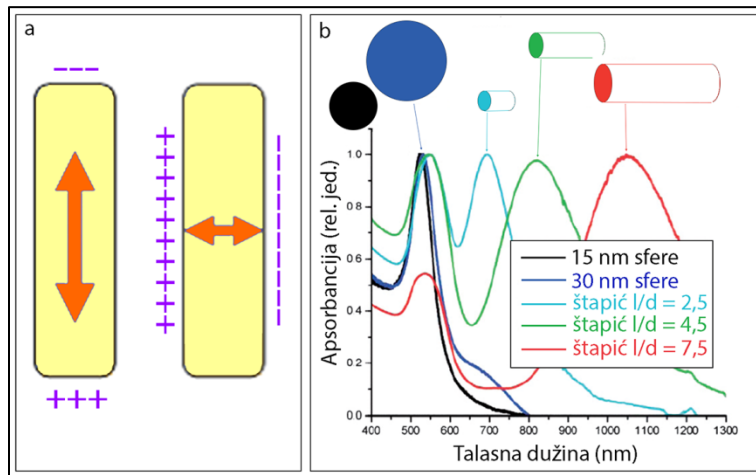 a
b
15 nm sfere
30 nm sfere
štapić l/d = 2,5
štapić l/d = 4,5
štapić l/d = 7,5
Apsorbancija (rel. jed.)
1.0
0.8
0.6
0.4
0.2
0.0
400 500 600 700 800 900 1000 1100 1200 1300
Talasna dužina (nm)